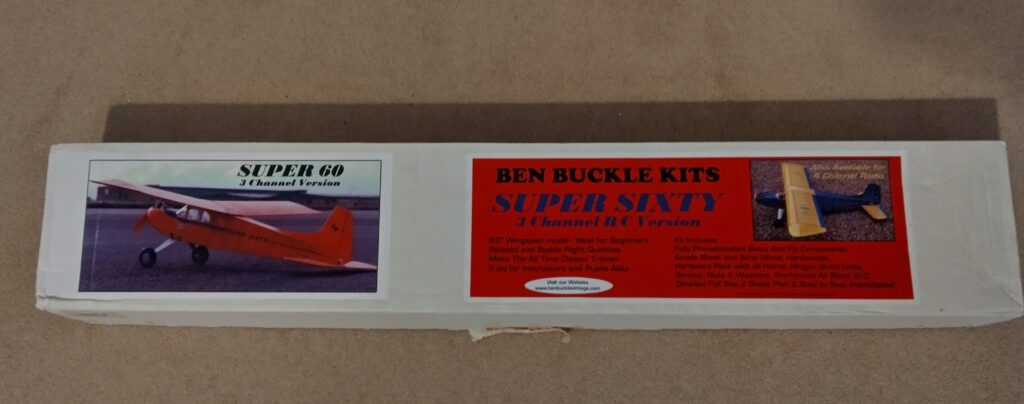 SUPER 60
3 Channel Version
BEN BUCKLE KITS
SUPER SIXTY
3 Channel R/C Version
63" Wingspan model - Ideal for Beginners
Relaxed and Stable Flight Qualities
Make The All Time Classic Trainer
A joy for Instructors and Pupils Alike
Visit our Website
www.benbucklevintage.com
Also Available for
4 Channel Radio
Kit Includes
Fully Pre-fabricated Balsa And Ply Components,
Ample Sheet and Strip Wood, Hardwoods,
Hardware Pack with all Horns, Hinges, Quick Links,
Screws, Nuts & Washers. Pre-formed Ali Sheet U/C
Detailed Full Size 2 Sheet Plan & Step by Step Instructions